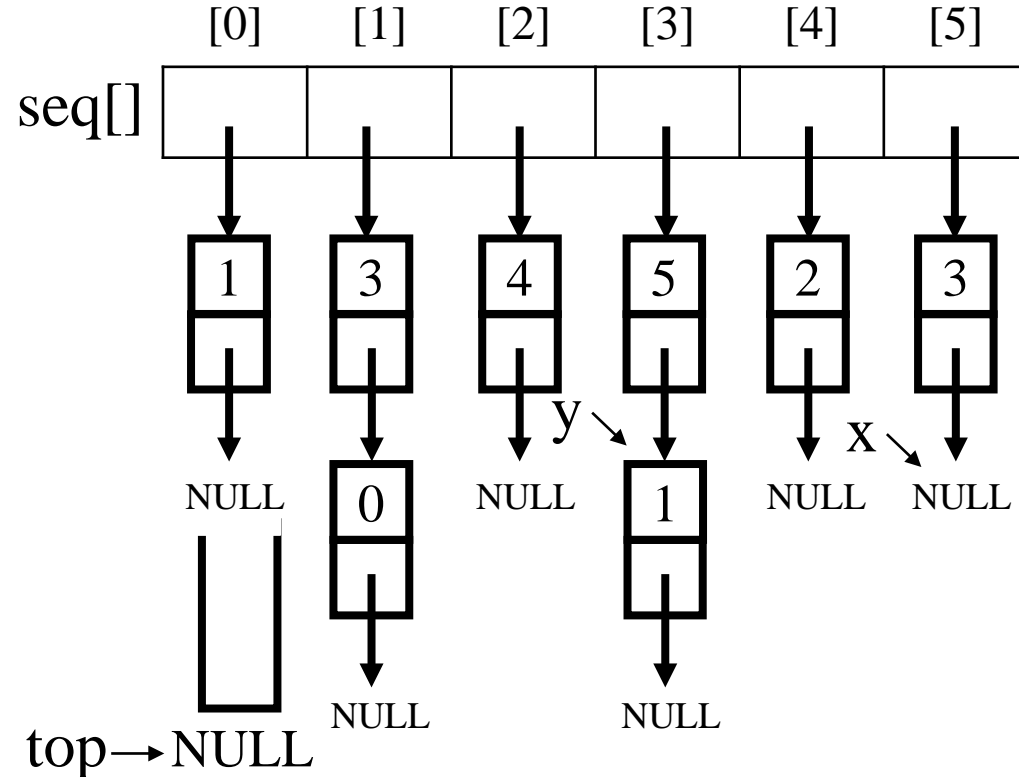 [0] [1] [2] [3] [4] [5]
seq[]
1 3 4 5 2 3
y x
NULL 0 NULL 1 NULL NULL
NULL NULL
top NULL